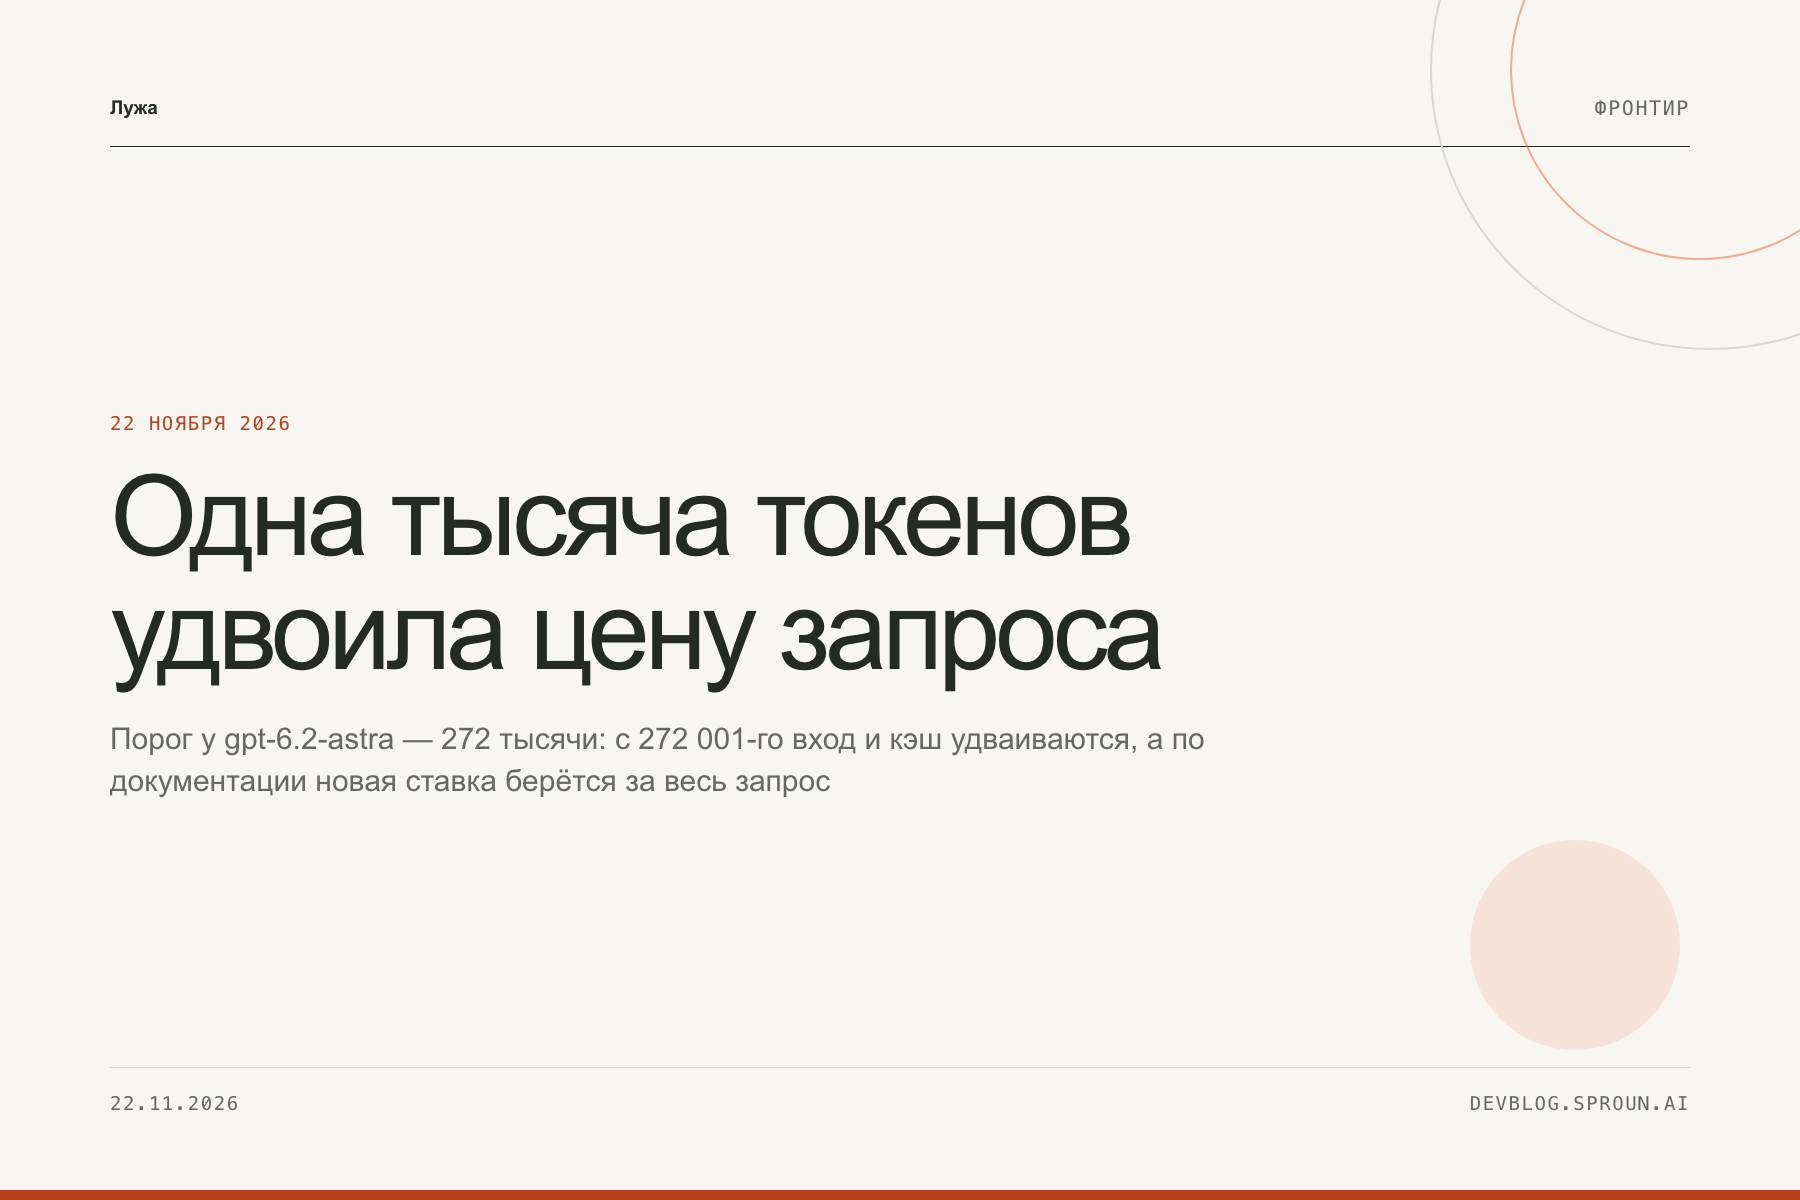 Лужа
ФРОНТИР
22 НОЯБРЯ 2026
Одна тысяча токенов
удвоила цену запроса
Порог у gpt-6.2-astra — 272 тысячи: с 272 001-го вход и кэш удваиваются, а по
документации новая ставка берётся за весь запрос
22.11.2026
DEVBLOG.SPROUN.AI